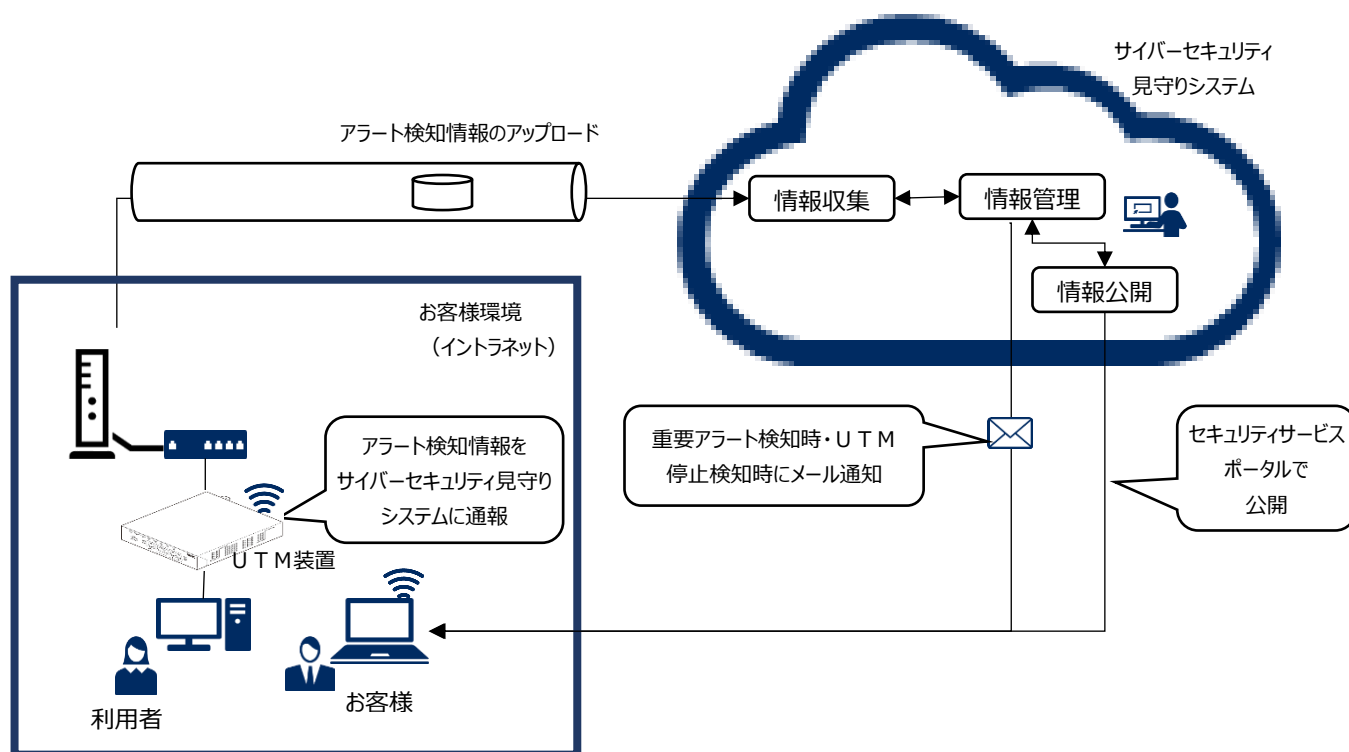 サイバーセキュリティ
見守りシステム
アラート検知情報のアップロード
情報収集
情報管理
情報公開
お客様環境
（イントラネット）
アラート検知情報を
サイバーセキュリティ見守り
システムに通報
重要アラート検知時・ＵＴＭ
停止検知時にメール通知
セキュリティサービス
ポータルで
公開
ＵＴＭ装置
利用者
お客様